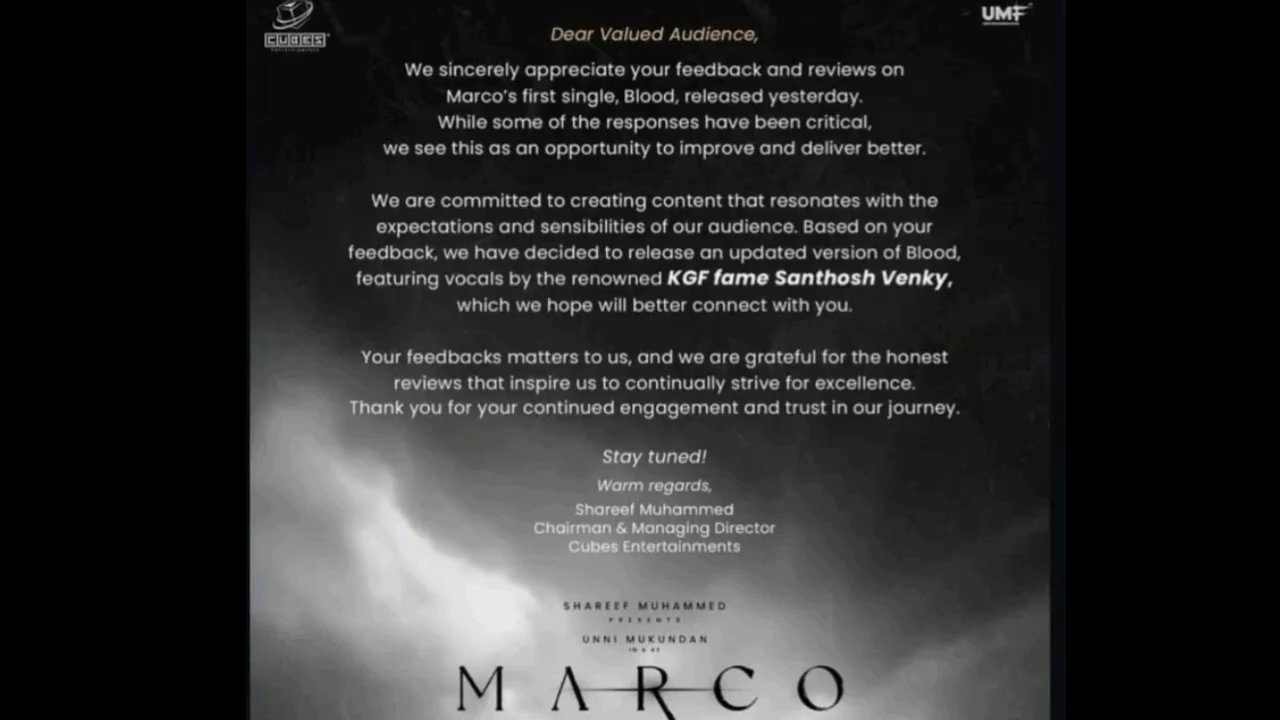 CUBES
ENTERTAINMENTS
UMF
Dear Valued Audience,
We sincerely appreciate your feedback and reviews on
Marco's first single, Blood, released yesterday.
While some of the responses have been critical,
we see this as an opportunity to improve and deliver better.
We are committed to creating content that resonates with the
expectations and sensibilities of our audience. Based on your
feedback, we have decided to release an updated version of Blood,
featuring vocals by the renowned KGF fame Santhosh Venky,
which we hope will better connect with you.
Your feedbacks matters to us, and we are grateful for the honest
reviews that inspire us to continually strive for excellence.
Thank you for your continued engagement and trust in our journey.
Stay tuned!
Warm regards,
Shareef Muhammed
Chairman & Managing Director
Cubes Entertainments
SHAREEF MUHAMMED
PRESENTS
UNNI MUKUNDAN
IN & AS
MARCO